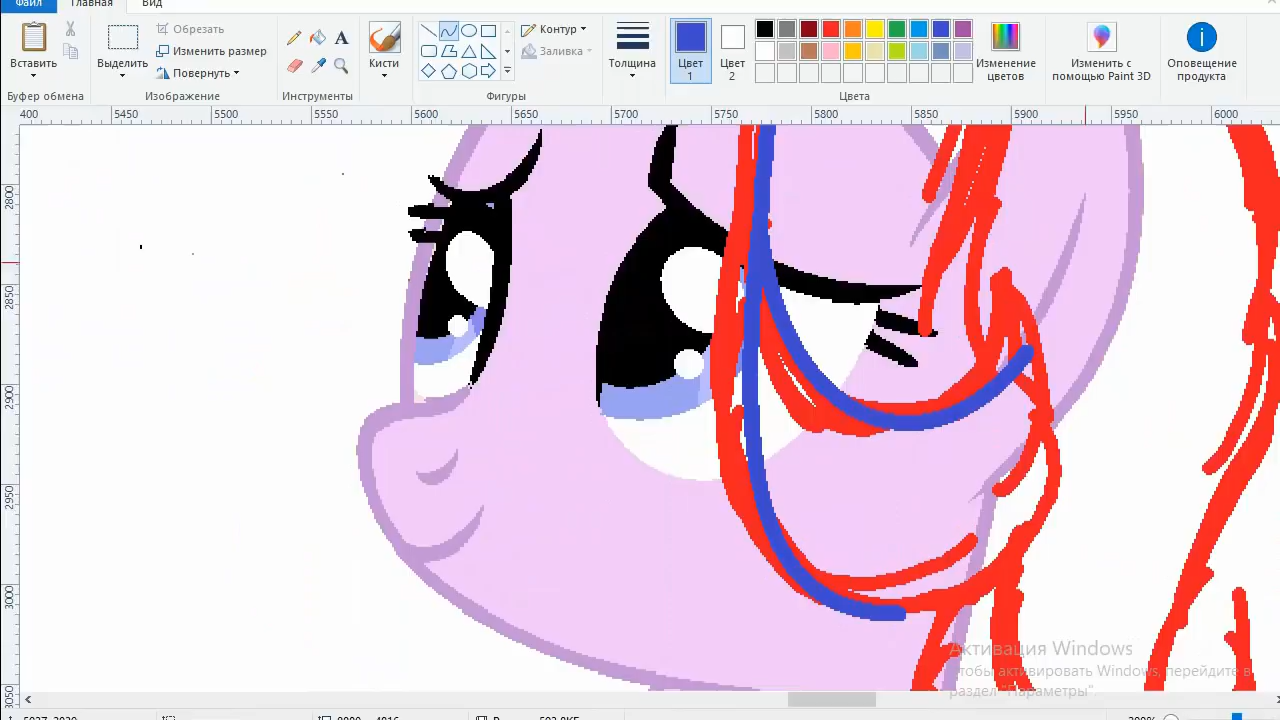 Файл Главная Вид
Вставить
Выделить
Обрезать
Изменить размер
Повернуть
A
Кисти
Контур
Заливка
Толщина
Цвет 1
Цвет 2
Изменение цветов
Изменить с помощью Paint 3D
Оповещение продукта
Буфер обмена Изображение Инструменты Фигуры Цвета
400 5450 5500 5550 5600 5650 5700 5750 5800 5850 5900 5950 6000
2800
2850
2900
2950
3000
3050
Активация Windows
Чтобы активировать Windows, перейдите в
раздел "Параметры".